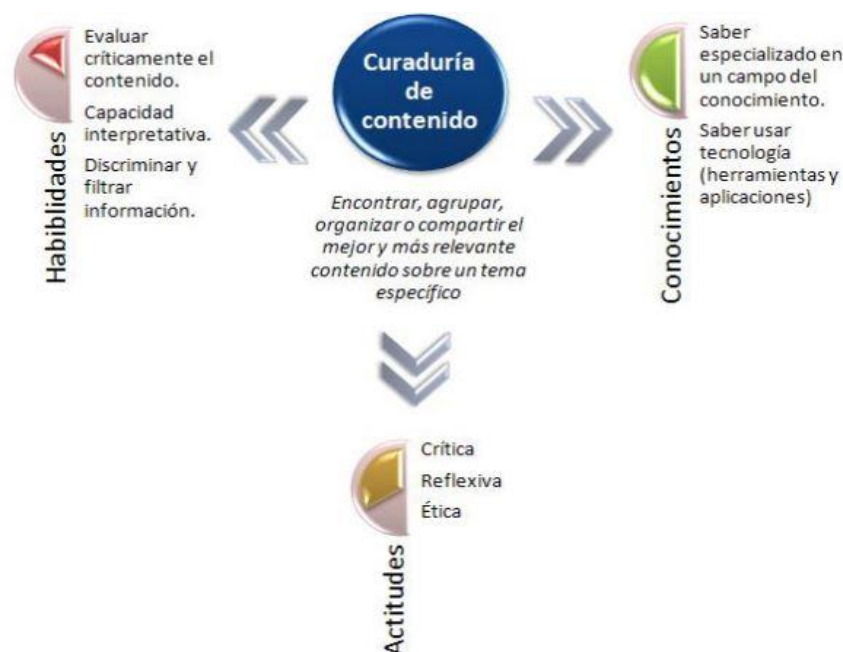 Curaduría
de
contenido
Encontrar, agrupar,
organizar o compartir el
mejor y más relevante
contenido sobre un tema
específico
Habiblidades
Evaluar
críticamente el
contenido.
Capacidad
interpretativa.
Discriminar y
filtrar
información.
Conocimientos
Saber
especializado en
un campo del
conocimiento.
Saber usar
tecnología
(herramientas y
aplicaciones)
Actitudes
Crítica
Reflexiva
Ética